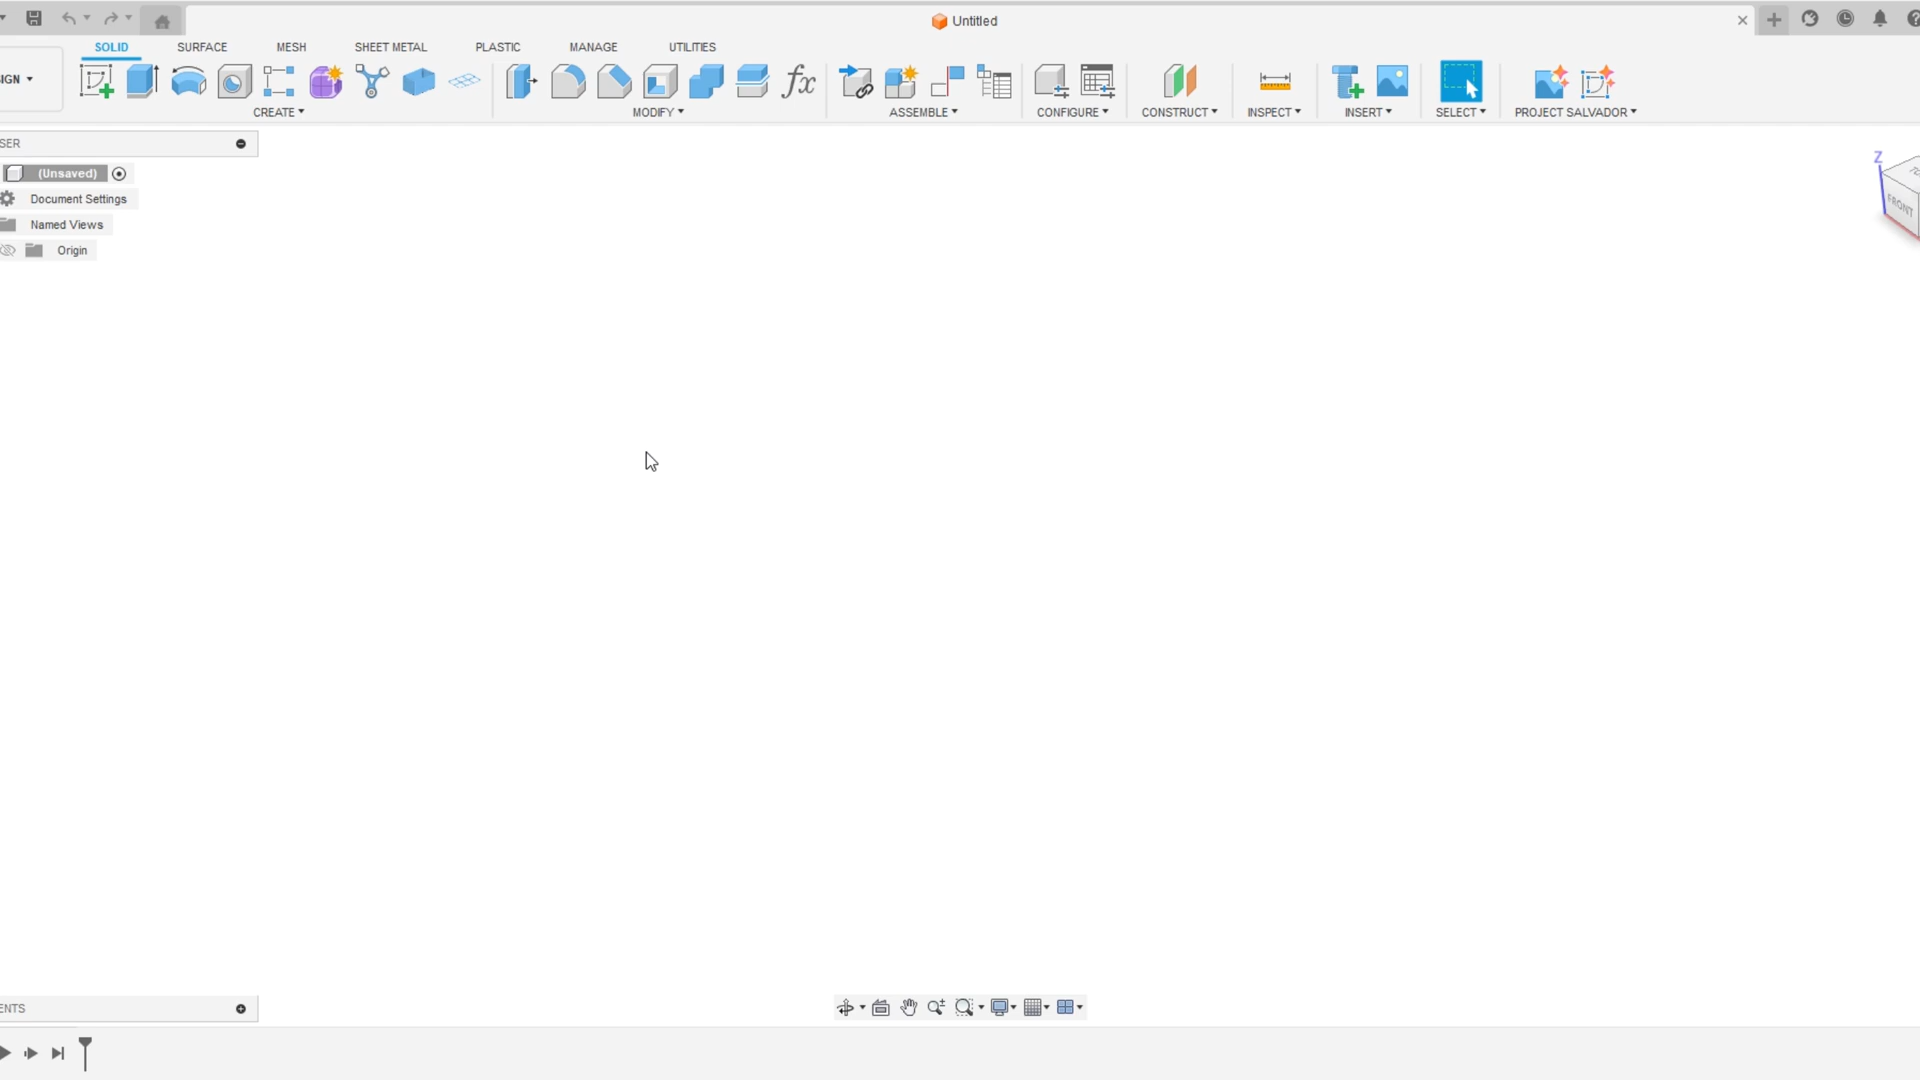 Untitled
SOLID SURFACE MESH SHEET METAL PLASTIC MANAGE UTILITIES
IGN
fx
CREATE MODIFY ASSEMBLE CONFIGURE CONSTRUCT INSPECT INSERT SELECT PROJECT SALVADOR
SER
Z
FRONT
(Unsaved)
Document Settings
Named Views
Origin
ENTS